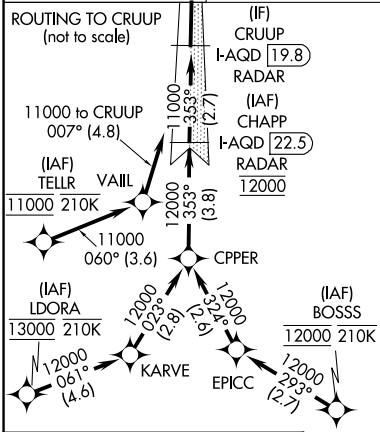 ROUTING TO CRUUP
(not to scale)
(IF)
CRUUP
I-AQD 19.8
RADAR
11000
353°
(2.7)
11000 to CRUUP
007° (4.8)
(IAF)
CHAPP
I-AQD 22.5
RADAR
12000
(IAF)
TELLR
11000 210K
VAIIL
11000
060° (3.6)
12000
353°
(3.8)
CPPER
(IAF)
LDORA
13000 210K
12000
023°
(2.8)
12000
324°
(2.6)
(IAF)
BOSSS
12000 210K
12000
061°
(4.6)
KARVE
EPICC
12000
293°
(2.7)